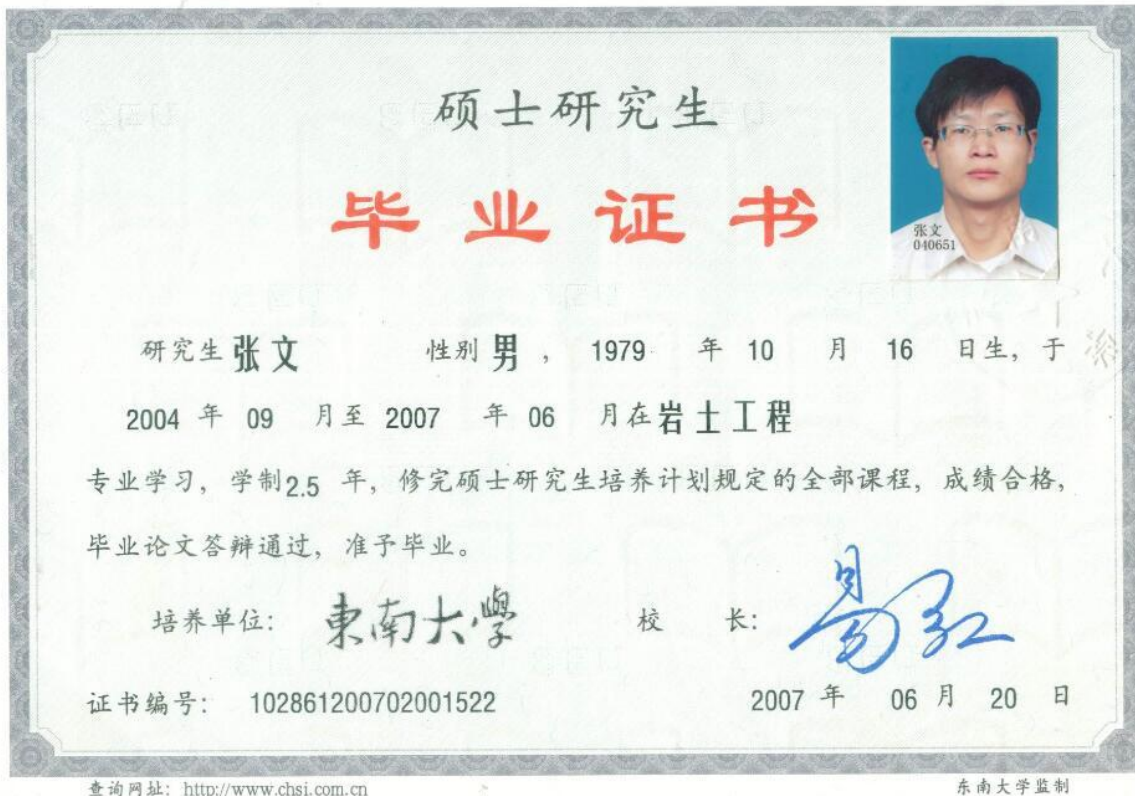 硕士研究生
毕业证书
张文
040651
研究生 张文 性别 男 ， 1979 年 10 月 16 日生，于
2004 年 09 月至 2007 年 06 月在 岩土工程
专业学习，学制 2.5 年，修完硕士研究生培养计划规定的全部课程，成绩合格，
毕业论文答辩通过，准予毕业。
培养单位： 東南大學 校 长： 易红
证书编号： 102861200702001522 2007 年 06 月 20 日
查询网址：http://www.chsi.com.cn 东南大学监制